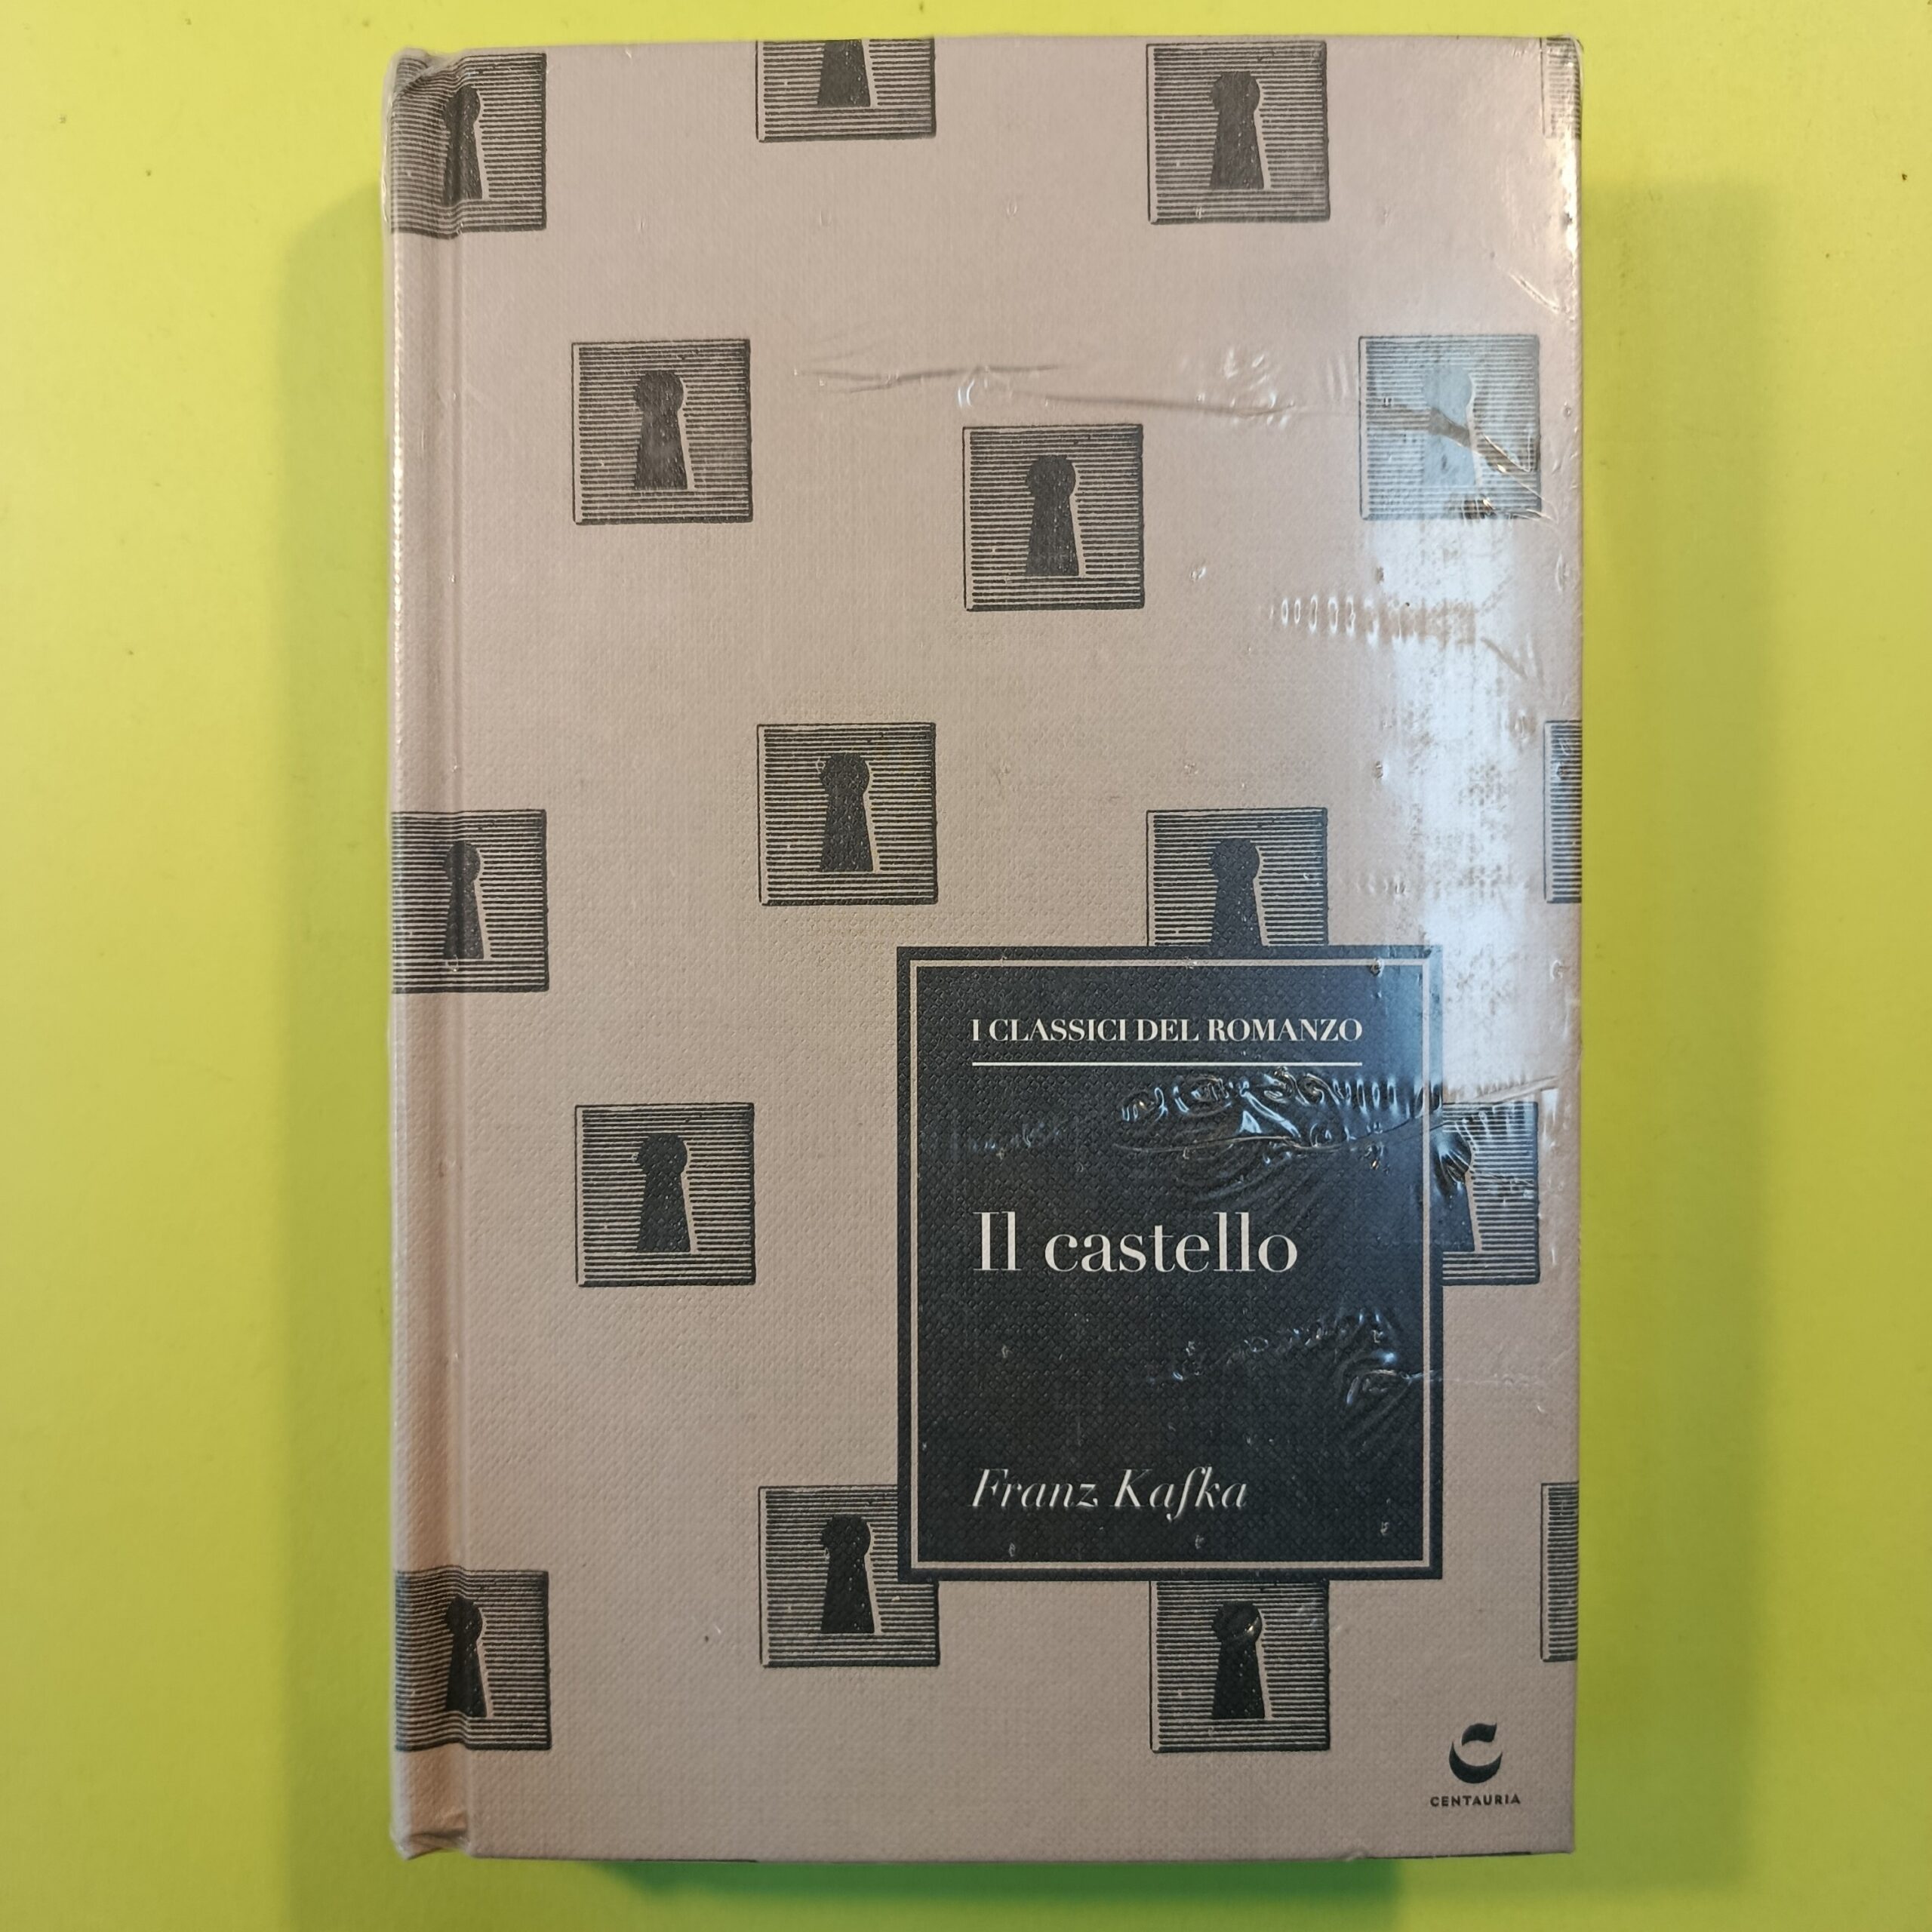 I CLASSICI DEL ROMANZO
Il castello
Franz Kafka
CENTAURIA